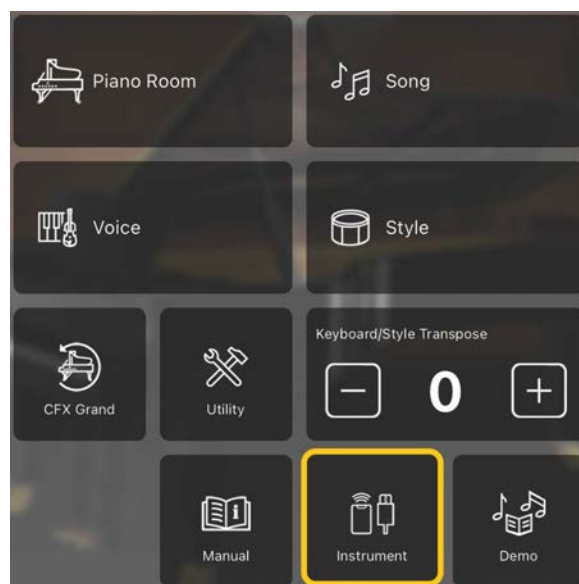 Piano Room
Song
Voice
Style
Keyboard/Style Transpose
0
CFX Grand
Utility
Manual
Instrument
Demo